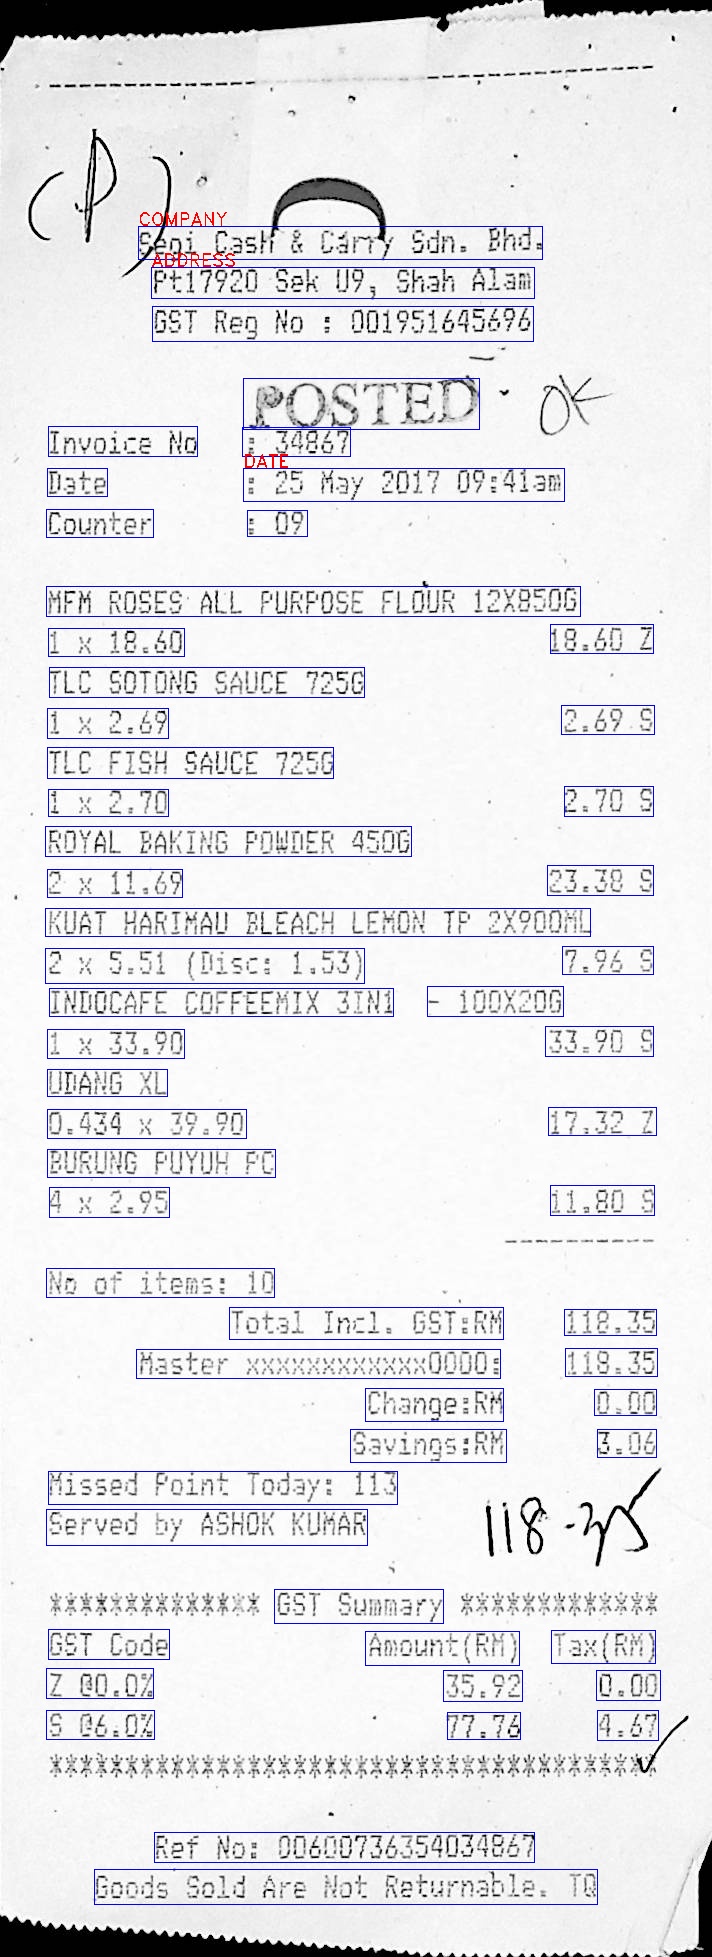 (P)
COMPANY
Segi Cash & Carry Sdn. Bhd.
ADDRESS
Pt17920 Sek U9, Shah Alam
GST Reg No : 001951645696
POSTED - OK
Invoice No : 34867
DATE
Date : 25 May 2017 09:41am
Counter : 09
MFM ROSES ALL PURPOSE FLOUR 12X850G
1 x 18.60 18.60 Z
TLC SOTONG SAUCE 725G
1 x 2.69 2.69 S
TLC FISH SAUCE 725G
1 x 2.70 2.70 S
ROYAL BAKING POWDER 450G
2 x 11.69 23.38 S
KUAT HARIMAU BLEACH LEMON TP 2X900ML
2 x 5.51 (Disc: 1.53) 7.96 S
INDOCAFE COFFEEMIX 3IN1 - 100X20G
1 x 33.90 33.90 S
UDANG XL
0.434 x 39.90 17.32 Z
BURUNG PUYUH PC
4 x 2.95 11.80 S
----------
No of items: 10
Total Incl. GST:RM 118.35
Master xxxxxxxxxxxx0000: 118.35
Change:RM 0.00
Savings:RM 3.06
Missed Point Today: 113
Served by ASHOK KUMAR
118-35
************** GST Summary *************
GST Code Amount(RM) Tax(RM)
Z @0.0% 35.92 0.00
S @6.0% 77.76 4.67
****************************************
Ref No: 00600736354034867
Goods Sold Are Not Returnable. TQ